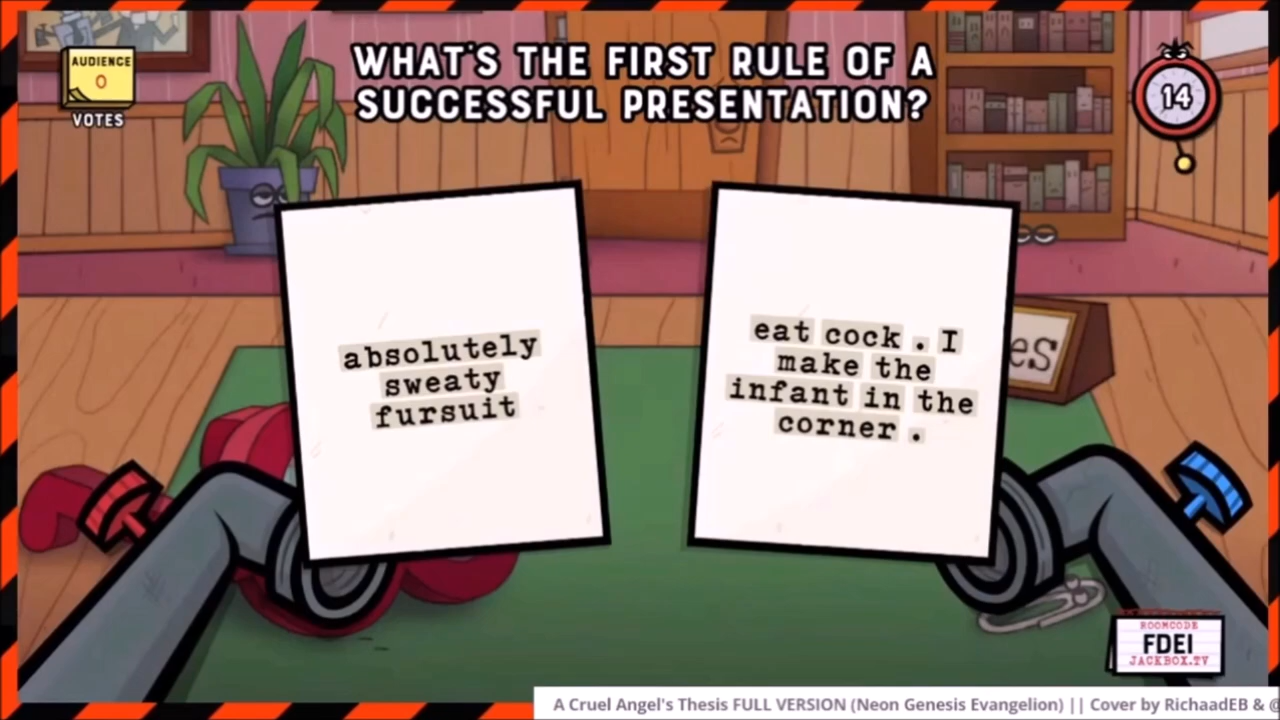 AUDIENCE
0
VOTES
WHAT'S THE FIRST RULE OF A
SUCCESSFUL PRESENTATION?
14
absolutely
sweaty
fursuit
eat cock . I
make the
infant in the
corner .
es
ROOMCODE
FDEI
JACKBOX.TV
A Cruel Angel's Thesis FULL VERSION (Neon Genesis Evangelion) || Cover by RichaadEB & @